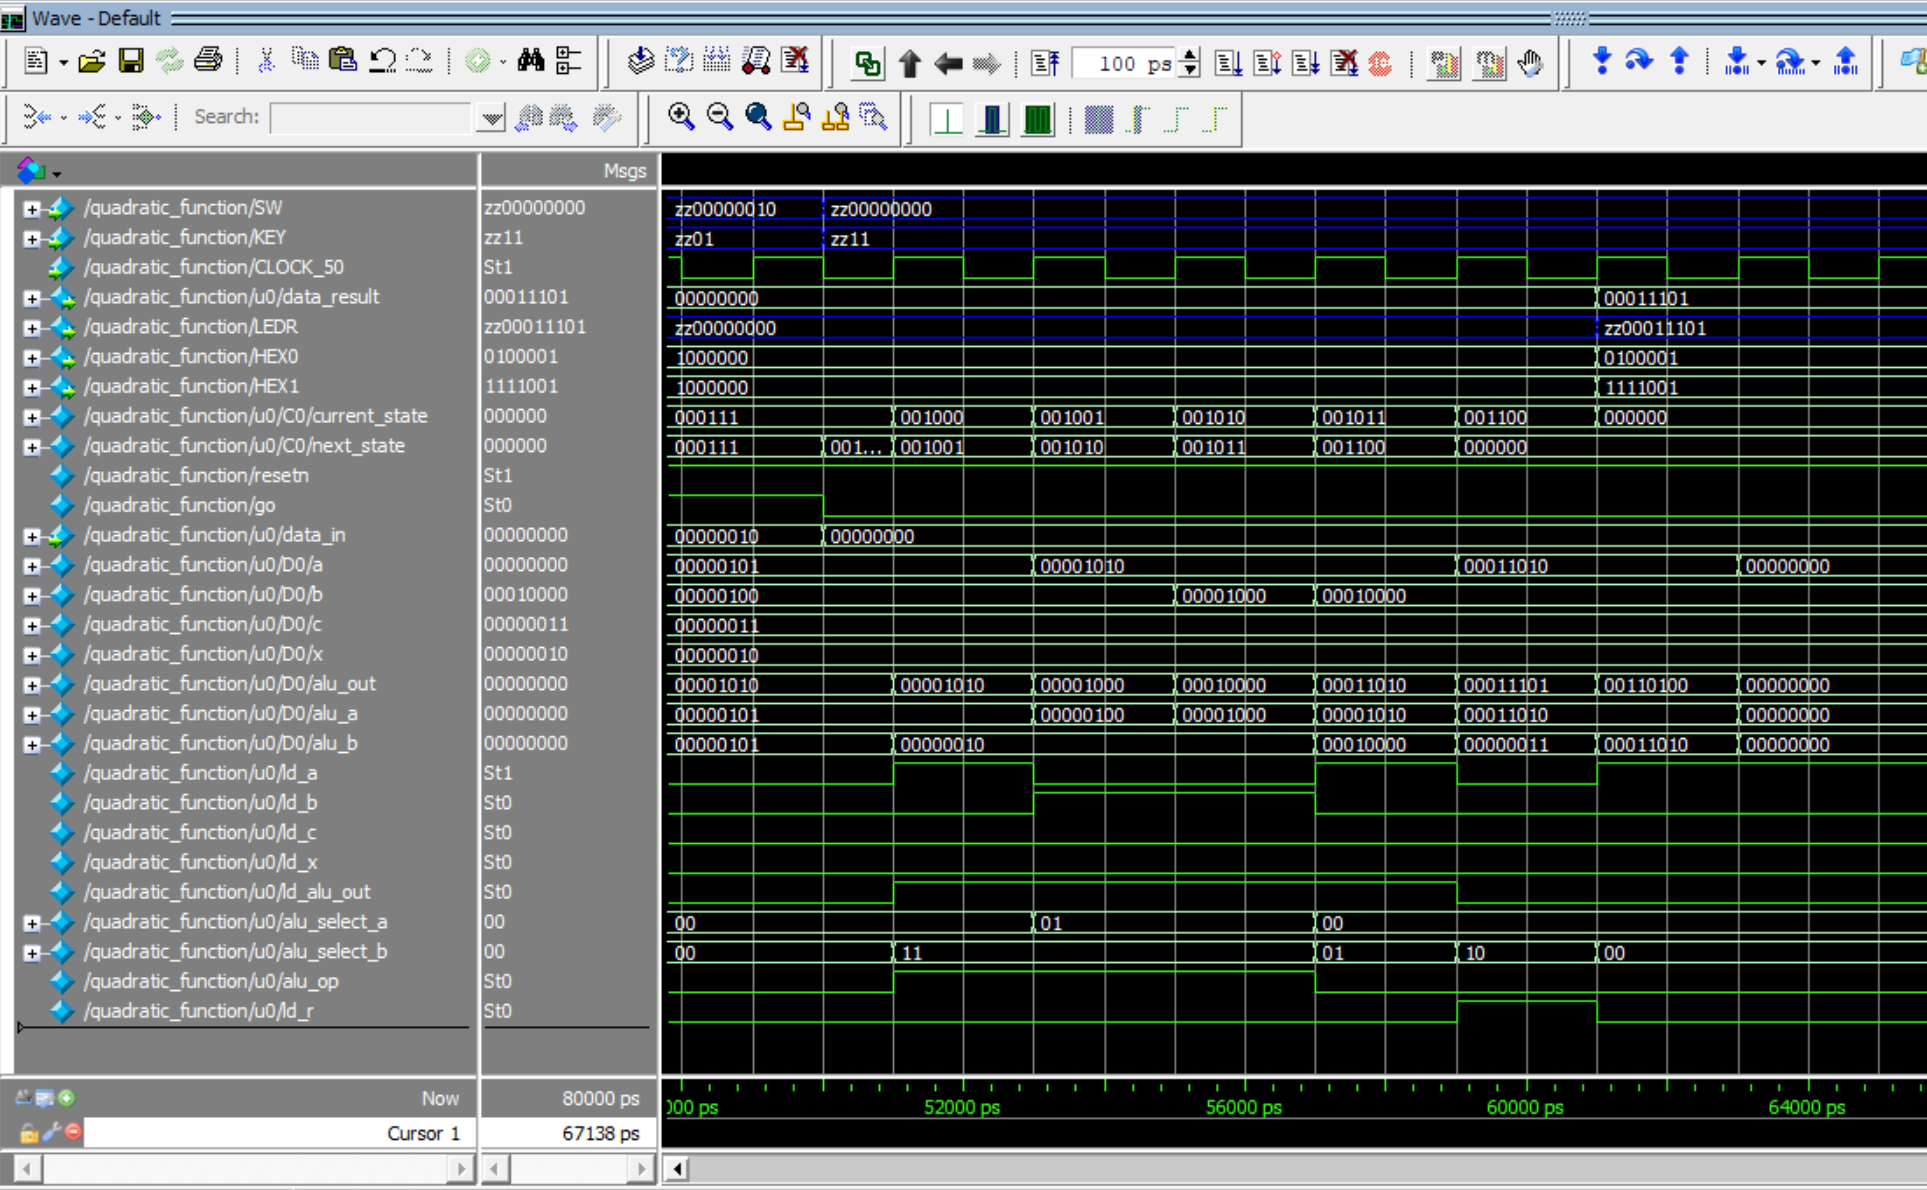 Wave - Default
100 ps
Search:
Msgs
/quadratic_function/SW zz00000000 zz00000010 zz00000000
/quadratic_function/KEY zz11 zz01 zz11
/quadratic_function/CLOCK_50 St1
/quadratic_function/u0/data_result 00011101 00000000 00011101
/quadratic_function/LEDR zz00011101 zz00000000 zz00011101
/quadratic_function/HEX0 0100001 1000000 0100001
/quadratic_function/HEX1 1111001 1000000 1111001
/quadratic_function/u0/C0/current_state 000000 000111 001000 001001 001010 001011 001100 000000
/quadratic_function/u0/C0/next_state 000000 000111 001... 001001 001010 001011 001100 000000
/quadratic_function/resetn St1
/quadratic_function/go St0
/quadratic_function/u0/data_in 00000000 00000010 00000000
/quadratic_function/u0/D0/a 00000000 00000101 00001010 00011010 00000000
/quadratic_function/u0/D0/b 00010000 00000100 00001000 00010000
/quadratic_function/u0/D0/c 00000011 00000011
/quadratic_function/u0/D0/x 00000010 00000010
/quadratic_function/u0/D0/alu_out 00000000 00001010 00001010 00001000 00010000 00011010 00011101 00110100 00000000
/quadratic_function/u0/D0/alu_a 00000000 00000101 00000100 00001000 00001010 00011010 00000000
/quadratic_function/u0/D0/alu_b 00000000 00000101 00000010 00010000 00000011 00011010 00000000
/quadratic_function/u0/ld_a St1
/quadratic_function/u0/ld_b St0
/quadratic_function/u0/ld_c St0
/quadratic_function/u0/ld_x St0
/quadratic_function/u0/ld_alu_out St0
/quadratic_function/u0/alu_select_a 00 00 01 00
/quadratic_function/u0/alu_select_b 00 00 11 01 10 00
/quadratic_function/u0/alu_op St0
/quadratic_function/u0/ld_r St0
Now 80000 ps 000 ps 52000 ps 56000 ps 60000 ps 64000 ps
Cursor 1 67138 ps